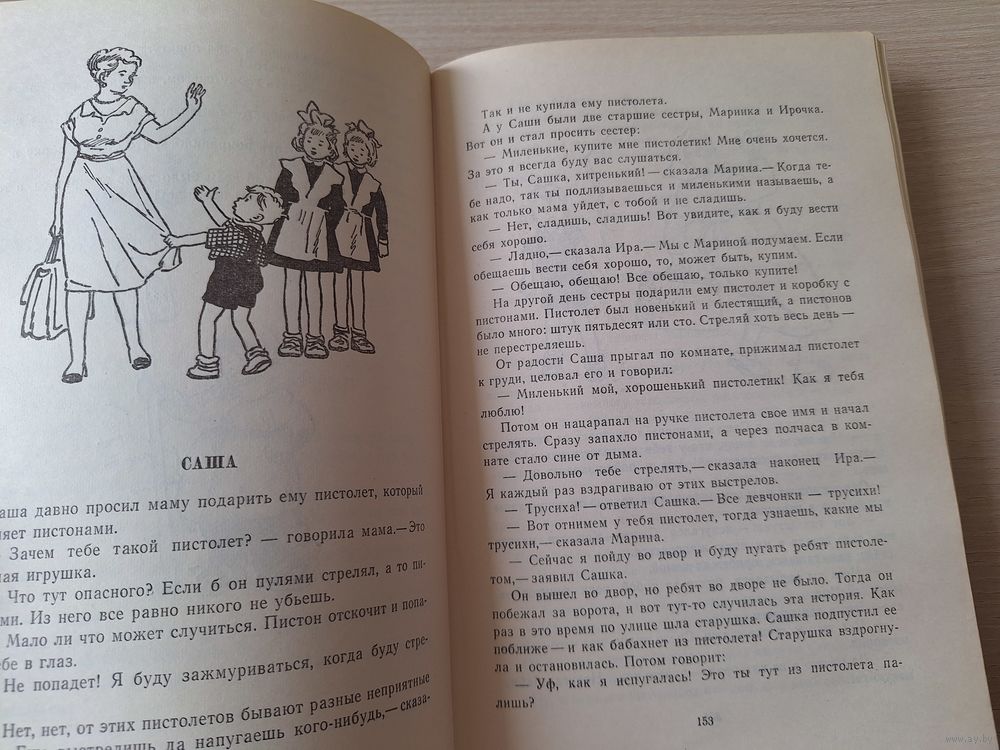 САША
аша давно просил маму подарить ему пистолет, который
ляет пистонами.
Зачем тебе такой пистолет? — говорила мама.— Это
ная игрушка.
Что тут опасного? Если б он пулями стрелял, а то пи-
ми. Из него все равно никого не убьешь.
Мало ли что может случиться. Пистон отскочит и попа-
ебе в глаз.
Не попадет! Я буду зажмуриваться, когда буду стре-
Нет, нет, от этих пистолетов бывают разные неприятные
выстрелишь да напугаешь кого-нибудь,— сказа-
Так и не купила ему пистолета.
А у Саши были две старшие сестры, Маринка и Ирочка.
Вот он и стал просить сестер:
— Миленькие, купите мне пистолетик! Мне очень хочется.
За это я всегда буду вас слушаться.
— Ты, Сашка, хитренький! — сказала Марина.— Когда те-
бе надо, так ты подлизываешься и миленькими называешь, а
как только мама уйдет, с тобой и не сладишь.
— Нет, сладишь, сладишь! Вот увидите, как я буду вести
себя хорошо.
— Ладно,— сказала Ира.— Мы с Мариной подумаем. Если
обещаешь вести себя хорошо, то, может быть, купим.
— Обещаю, обещаю! Все обещаю, только купите!
На другой день сестры подарили ему пистолет и коробку с
пистонами. Пистолет был новенький и блестящий, а пистонов
было много: штук пятьдесят или сто. Стреляй хоть весь день —
не перестреляешь.
От радости Саша прыгал по комнате, прижимал пистолет
к груди, целовал его и говорил:
— Миленький мой, хорошенький пистолетик! Как я тебя
люблю!
Потом он нацарапал на ручке пистолета свое имя и начал
стрелять. Сразу запахло пистонами, а через полчаса в ком-
нате стало сине от дыма.
— Довольно тебе стрелять,— сказала наконец Ира.—
Я каждый раз вздрагиваю от этих выстрелов.
— Трусиха! — ответил Сашка.— Все девчонки — трусихи!
— Вот отнимем у тебя пистолет, тогда узнаешь, какие мы
трусихи,— сказала Марина.
— Сейчас я пойду во двор и буду пугать ребят пистоле-
том,— заявил Сашка.
Он вышел во двор, но ребят во дворе не было. Тогда он
побежал за ворота, и вот тут-то случилась эта история. Как
раз в это время по улице шла старушка. Сашка подпустил ее
поближе — и как бабахнет из пистолета! Старушка вздрогну-
ла и остановилась. Потом говорит:
— Уф, как я испугалась! Это ты тут из пистолета па-
лишь?
153
www.ay.by